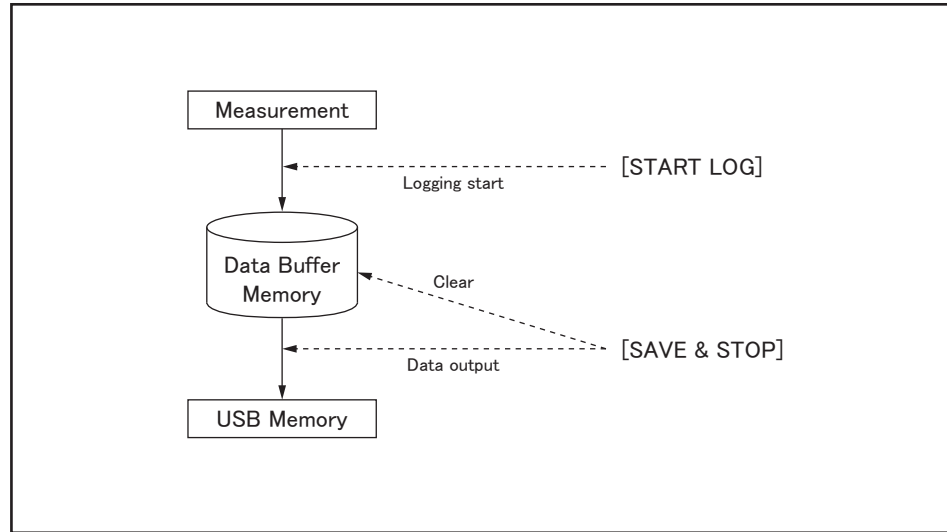 Measurement
[START LOG]
Logging start
Data Buffer
Memory
Clear
[SAVE & STOP]
Data output
USB Memory